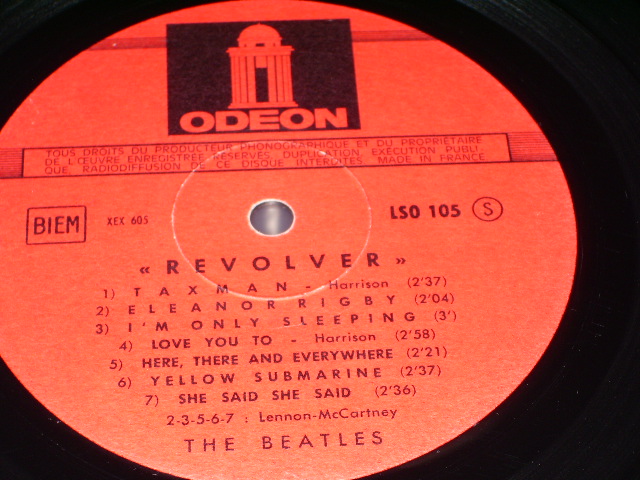 ODEON
TOUS DROITS DU PRODUCTEUR PHONOGRAPHIQUE ET DU PROPRIÉTAIRE
DE L'ŒUVRE ENREGISTRÉE RÉSERVÉS. DUPLICATION, EXÉCUTION PUBLI-
QUE, RADIODIFFUSION DE CE DISQUE INTERDITES. MADE IN FRANCE
BIEM XEX 605 LSO 105 S
« REVOLVER »
1) TAXMAN - Harrison (2'37)
2) ELEANOR RIGBY (2'04)
3) I'M ONLY SLEEPING (3')
4) LOVE YOU TO - Harrison (2'58)
5) HERE, THERE AND EVERYWHERE (2'21)
6) YELLOW SUBMARINE (2'37)
7) SHE SAID SHE SAID (2'36)
2-3-5-6-7 : Lennon-McCartney
THE BEATLES